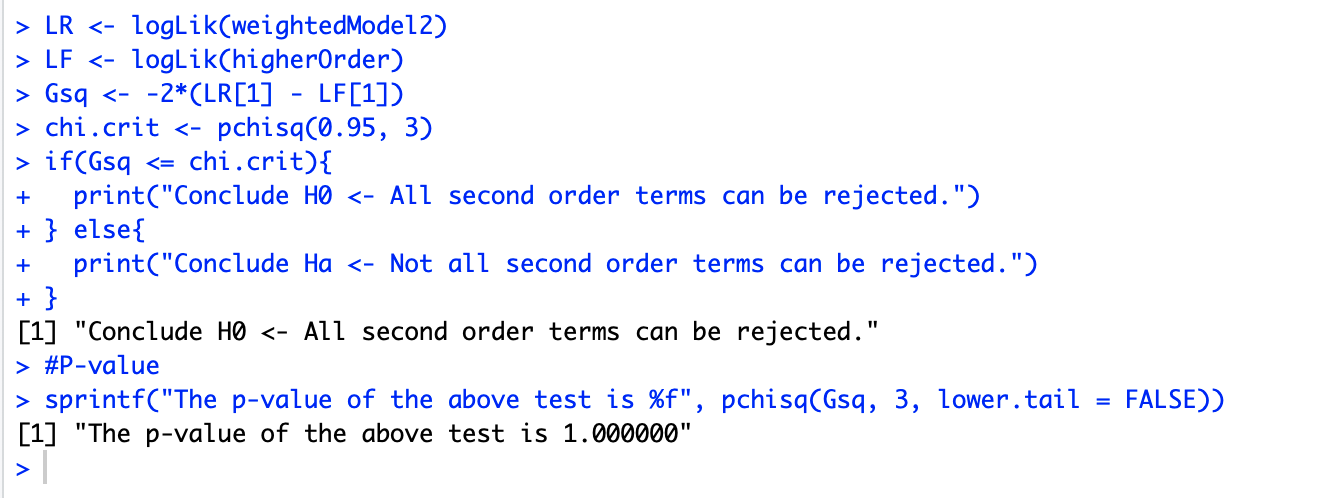 > LR <- logLik(weightedModel2)
> LF <- logLik(higherOrder)
> Gsq <- -2*(LR[1] - LF[1])
> chi.crit <- pchisq(0.95, 3)
> if(Gsq <= chi.crit){
+   print("Conclude H0 <- All second order terms can be rejected.")
+ } else{
+   print("Conclude Ha <- Not all second order terms can be rejected.")
+ }
[1] "Conclude H0 <- All second order terms can be rejected."
> #P-value
> sprintf("The p-value of the above test is %f", pchisq(Gsq, 3, lower.tail = FALSE))
[1] "The p-value of the above test is 1.000000"
>